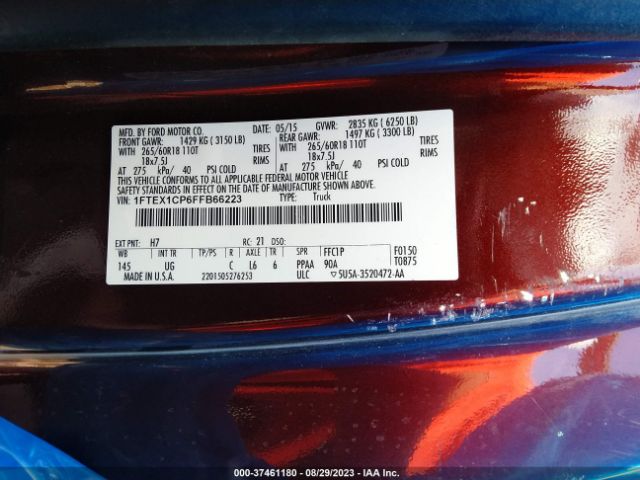 MFD. BY FORD MOTOR CO.
DATE: 05/15 GVWR: 2835 KG ( 6250 LB)
FRONT GAWR: 1429 KG ( 3150 LB) REAR GAWR: 1497 KG ( 3300 LB)
WITH 265/60R18 110T TIRES WITH 265/60R18 110T TIRES
18x7.5J RIMS 18x7.5J RIMS
AT 275 kPa/ 40 PSI COLD AT 275 kPa/ 40 PSI COLD
THIS VEHICLE CONFORMS TO ALL APPLICABLE FEDERAL MOTOR VEHICLE
SAFETY STANDARDS IN EFFECT ON THE DATE OF MANUFACTURE SHOWN ABOVE.
VIN: 1FTEX1CP6FFB66223 TYPE: Truck
EXT PNT: H7 RC: 21 DSO:
WB INT TR TP/PS R AXLE TR SPR FFC1P F0150
145 UG C L6 6 PPAA 90A T0B75
MADE IN U.S.A. 2201505276253 ULC 5U5A-3520472-AA
000-37461180 - 08/29/2023 - IAA Inc.